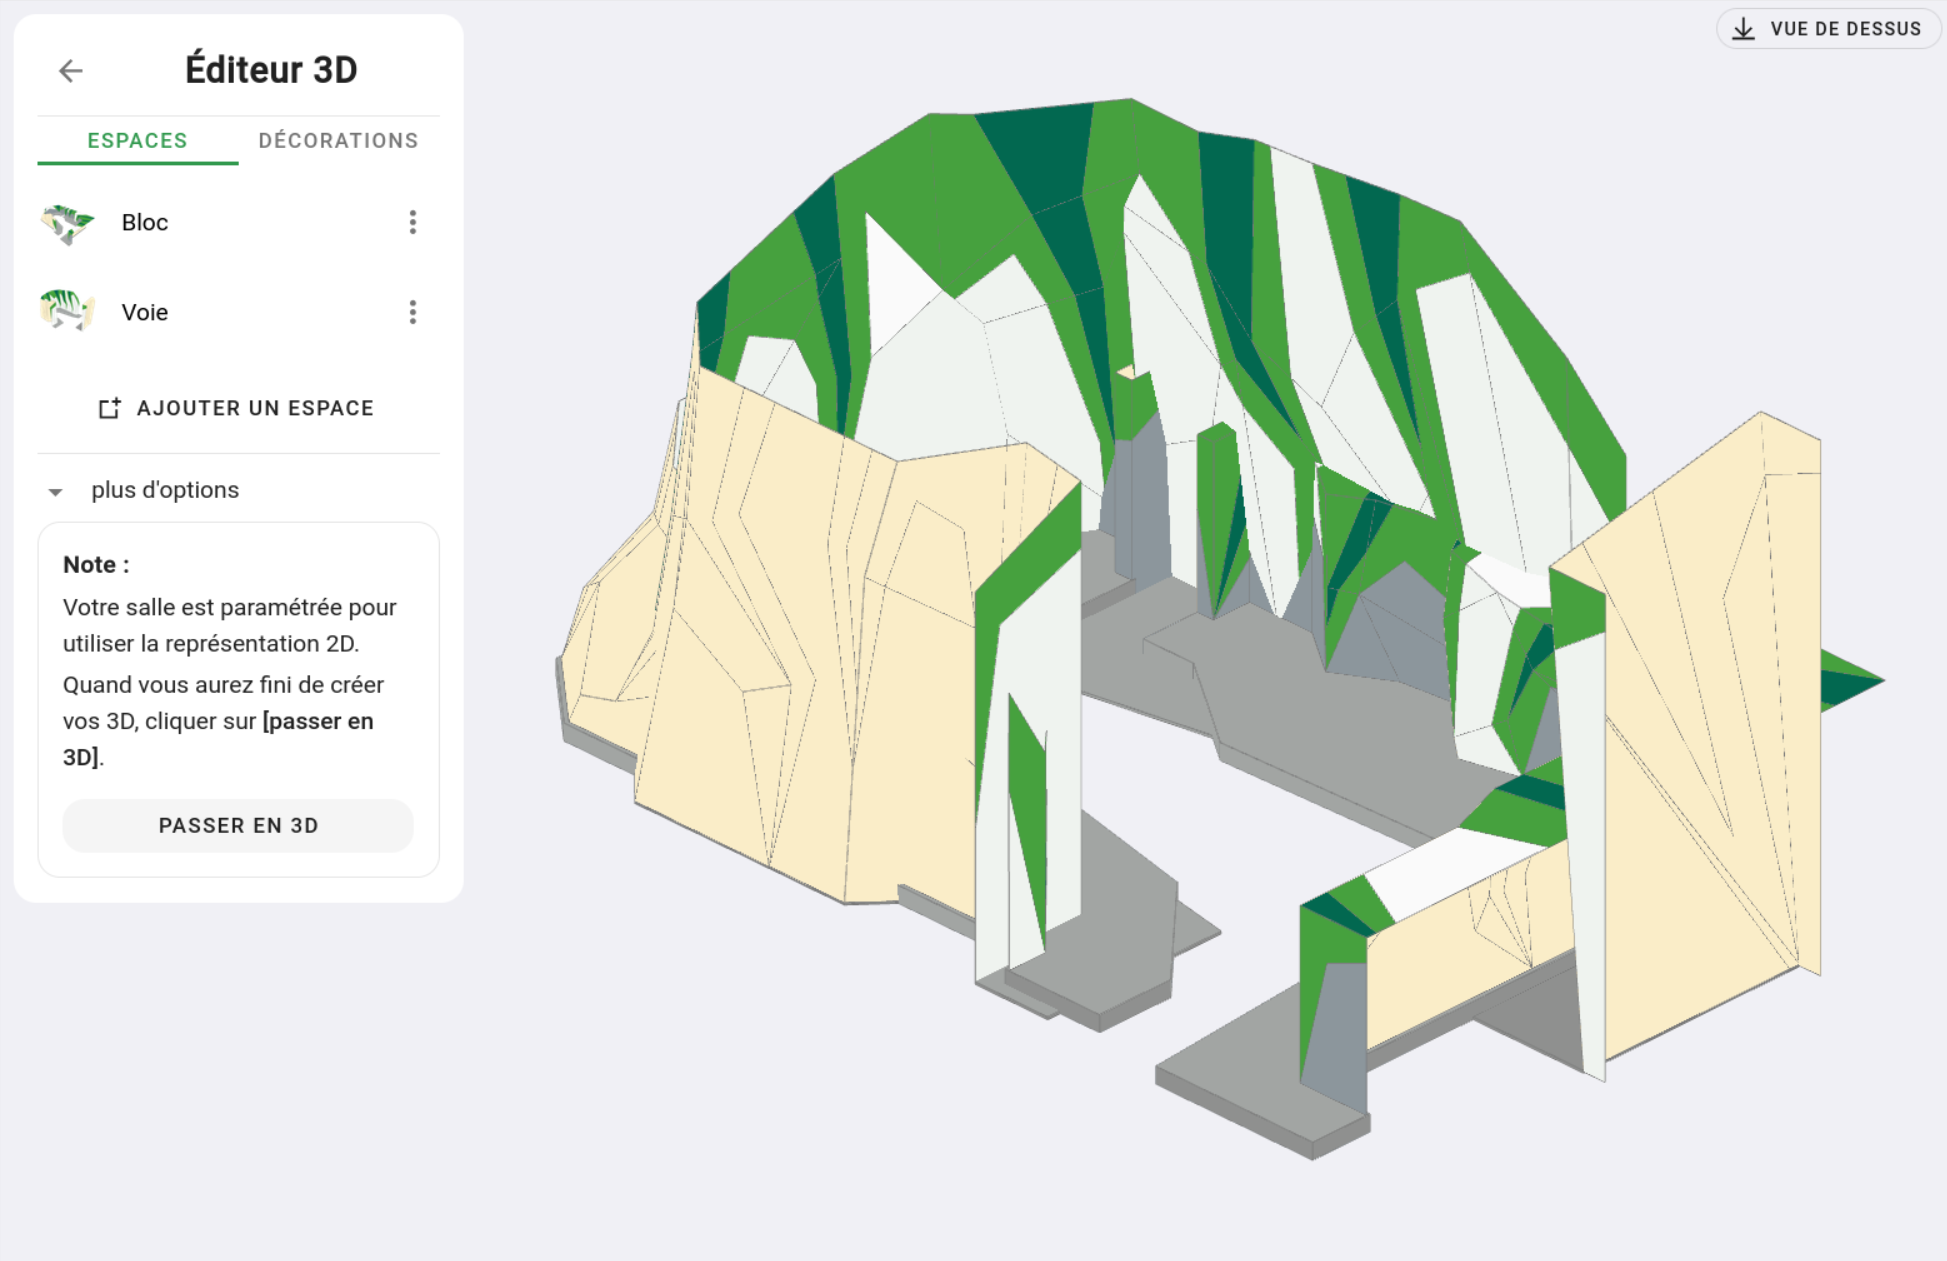 Éditeur 3D
VUE DE DESSUS
ESPACES
DÉCORATIONS
Bloc
Voie
AJOUTER UN ESPACE
plus d'options
Note :
Votre salle est paramétrée pour
utiliser la représentation 2D.
Quand vous aurez fini de créer
vos 3D, cliquer sur [passer en
3D].
PASSER EN 3D